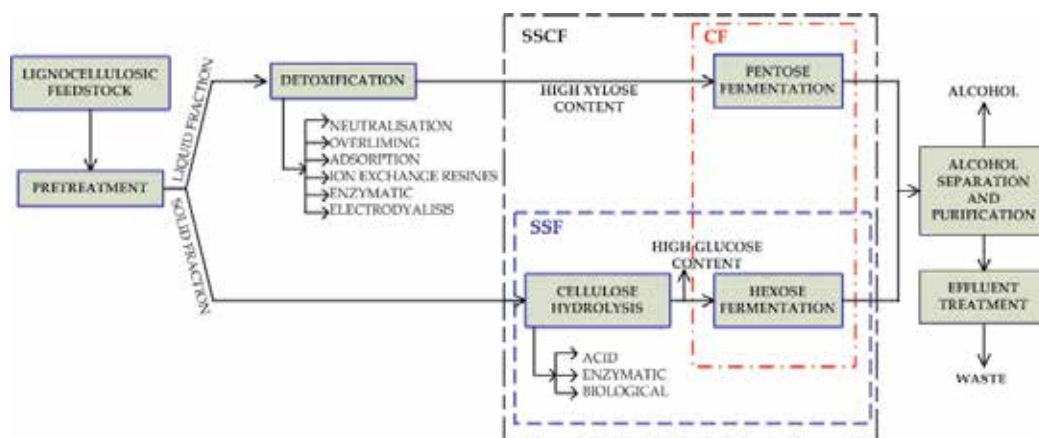 LIGNOCELLULOSIC
FEEDSTOCK
PRETREATMENT
LIQUID FRACTION
SOLID FRACTION
DETOXIFICATION
NEUTRALISATION
OVERLIMING
ADSORPTION
ION EXCHANGE RESINES
ENZYMATIC
ELECTRODYALISIS
SSCF
CF
HIGH XYLOSE
CONTENT
PENTOSE
FERMENTATION
SSF
HIGH GLUCOSE
CONTENT
CELLULOSE
HYDROLYSIS
HEXOSE
FERMENTATION
ACID
ENZYMATIC
BIOLOGICAL
ALCOHOL
ALCOHOL
SEPARATION
AND
PURIFICATION
EFFLUENT
TREATMENT
WASTE